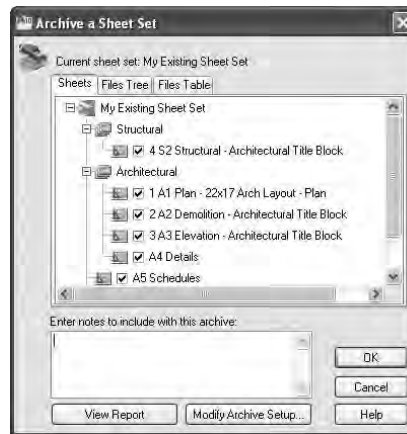 Archive a Sheet Set
Current sheet set: My Existing Sheet Set
Sheets Files Tree Files Table
My Existing Sheet Set
Structural
4 S2 Structural - Architectural Title Block
Architectural
1 A1 Plan - 22x17 Arch Layout - Plan
2 A2 Demolition - Architectural Title Block
3 A3 Elevation - Architectural Title Block
A4 Details
A5 Schedules
Enter notes to include with this archive:
OK
Cancel
View Report Modify Archive Setup... Help